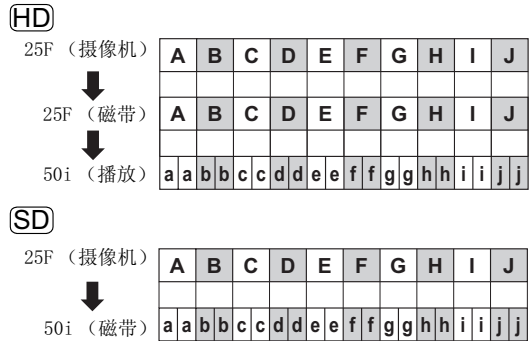 HD
25F （摄像机） A B C D E F G H I J
25F （磁带） A B C D E F G H I J
50i （播放） a a b b c c d d e e f f g g h h i i j j
SD
25F （摄像机） A B C D E F G H I J
50i （磁带） a a b b c c d d e e f f g g h h i i j j